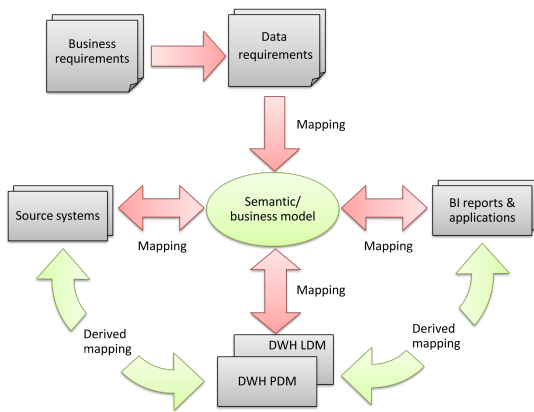 Business
requirements
Data
requirements
Mapping
Semantic/
business model
Source systems
BI reports &
applications
Mapping
Mapping
Mapping
Derived
mapping
Derived
mapping
DWH LDM
DWH PDM